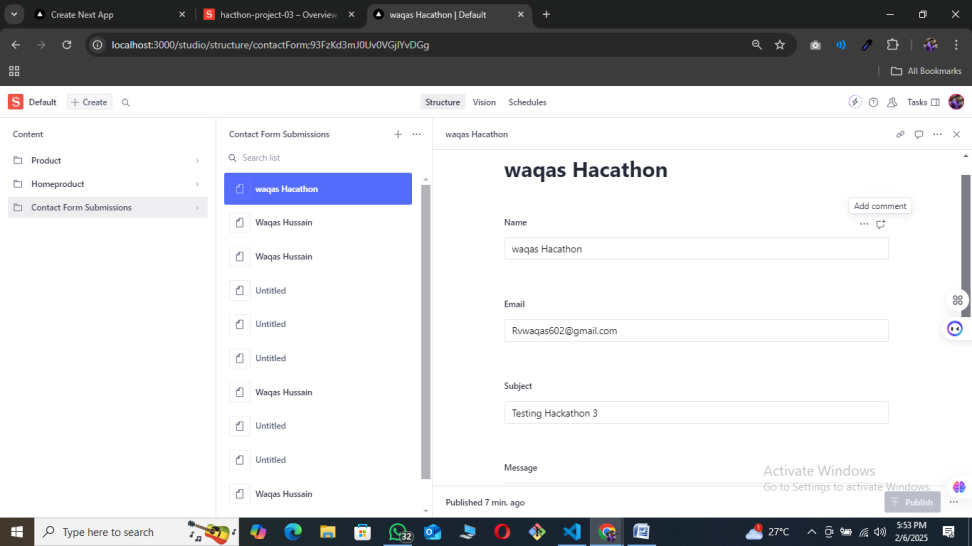 Create Next App
hacthon-project-03 – Overview
waqas Hacathon | Default
localhost:3000/studio/structure/contactForm;93FzKd3mJ0Uv0VGjIYvDGg
All Bookmarks
S Default
+ Create
Structure
Vision
Schedules
Tasks
Content
Product
Homeproduct
Contact Form Submissions
Contact Form Submissions
Search list
waqas Hacathon
Waqas Hussain
Waqas Hussain
Untitled
Untitled
Untitled
Waqas Hussain
Untitled
Untitled
Waqas Hussain
waqas Hacathon
waqas Hacathon
Add comment
Name
waqas Hacathon
Email
Rvwaqas602@gmail.com
Subject
Testing Hackathon 3
Message
Activate Windows
Go to Settings to activate Windows.
Published 7 min. ago
Publish
Type here to search
32
27°C
5:53 PM
2/6/2025